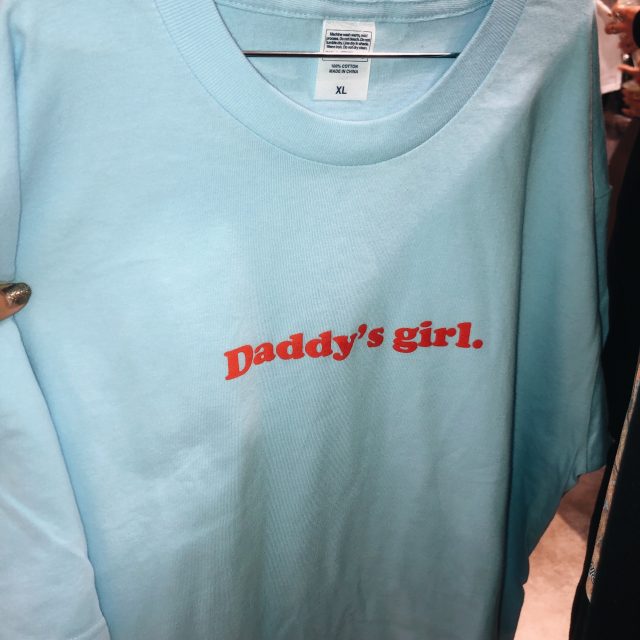 100% COTTON
MADE IN CHINA
XL
Daddy's girl.